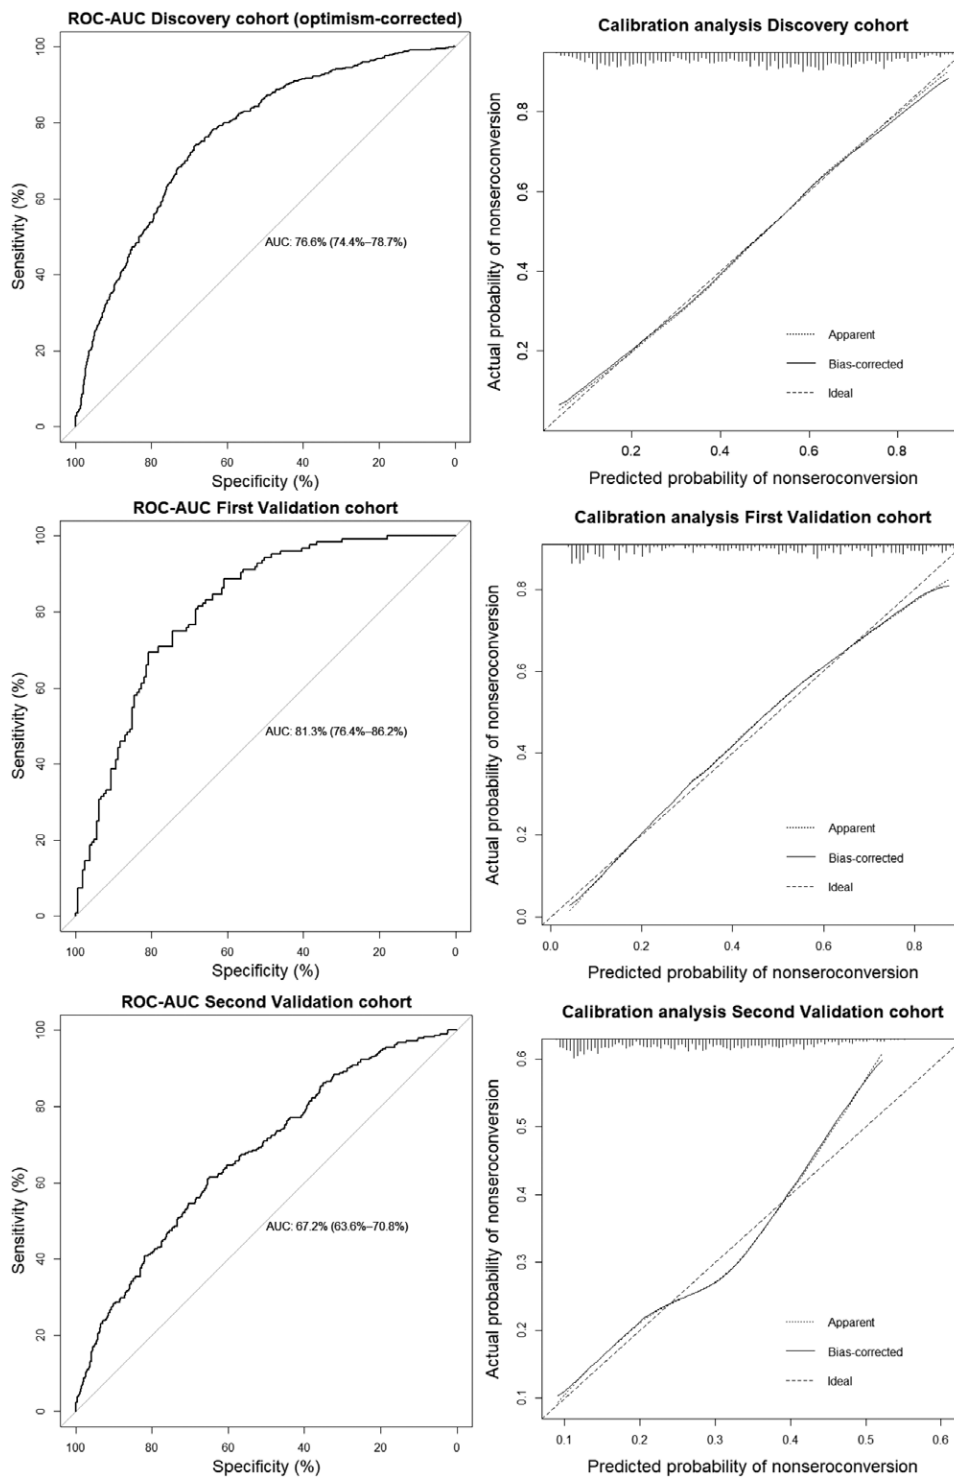 ROC-AUC Discovery cohort (optimism-corrected)
100
80
60
40
20
0
Sensitivity (%)
AUC: 76.6% (74.4%–78.7%)
100 80 60 40 20 0
Specificity (%)
Calibration analysis Discovery cohort
0.8
0.6
0.4
0.2
Actual probability of nonseroconversion
Apparent
Bias-corrected
Ideal
0.2 0.4 0.6 0.8
Predicted probability of nonseroconversion
ROC-AUC First Validation cohort
100
80
60
40
20
0
Sensitivity (%)
AUC: 81.3% (76.4%–86.2%)
100 80 60 40 20 0
Specificity (%)
Calibration analysis First Validation cohort
0.8
0.6
0.4
0.2
0.0
Actual probability of nonseroconversion
Apparent
Bias-corrected
Ideal
0.0 0.2 0.4 0.6 0.8
Predicted probability of nonseroconversion
ROC-AUC Second Validation cohort
100
80
60
40
20
0
Sensitivity (%)
AUC: 67.2% (63.6%–70.8%)
100 80 60 40 20 0
Specificity (%)
Calibration analysis Second Validation cohort
0.6
0.5
0.4
0.3
0.2
0.1
Actual probability of nonseroconversion
Apparent
Bias-corrected
Ideal
0.1 0.2 0.3 0.4 0.5 0.6
Predicted probability of nonseroconversion